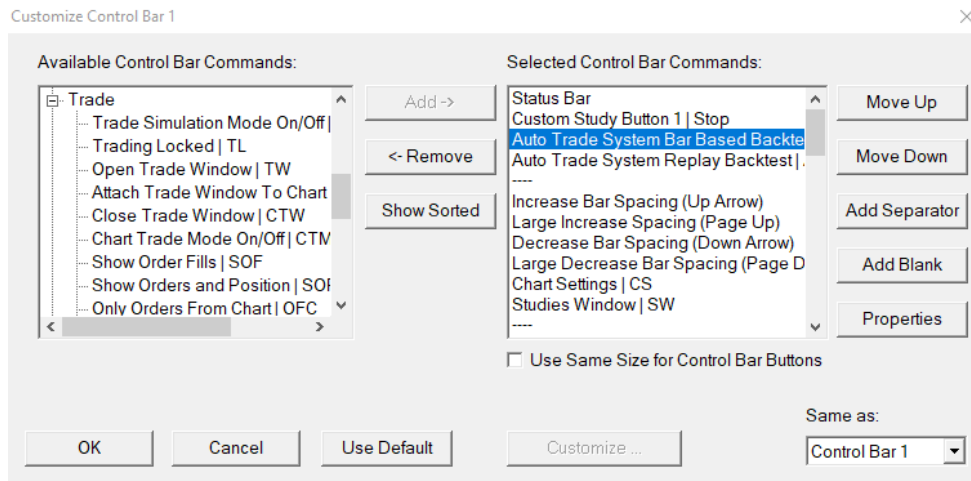 Customize Control Bar 1
Available Control Bar Commands:
Trade
Trade Simulation Mode On/Off |
Trading Locked | TL
Open Trade Window | TW
Attach Trade Window To Chart
Close Trade Window | CTW
Chart Trade Mode On/Off | CTM
Show Order Fills | SOF
Show Orders and Position | SOF
Only Orders From Chart | OFC
Add ->
<- Remove
Show Sorted
Selected Control Bar Commands:
Status Bar
Custom Study Button 1 | Stop
Auto Trade System Bar Based Backte
Auto Trade System Replay Backtest | .
----
Increase Bar Spacing (Up Arrow)
Large Increase Spacing (Page Up)
Decrease Bar Spacing (Down Arrow)
Large Decrease Bar Spacing (Page D
Chart Settings | CS
Studies Window | SW
----
Move Up
Move Down
Add Separator
Add Blank
Properties
Use Same Size for Control Bar Buttons
OK
Cancel
Use Default
Customize ...
Same as:
Control Bar 1